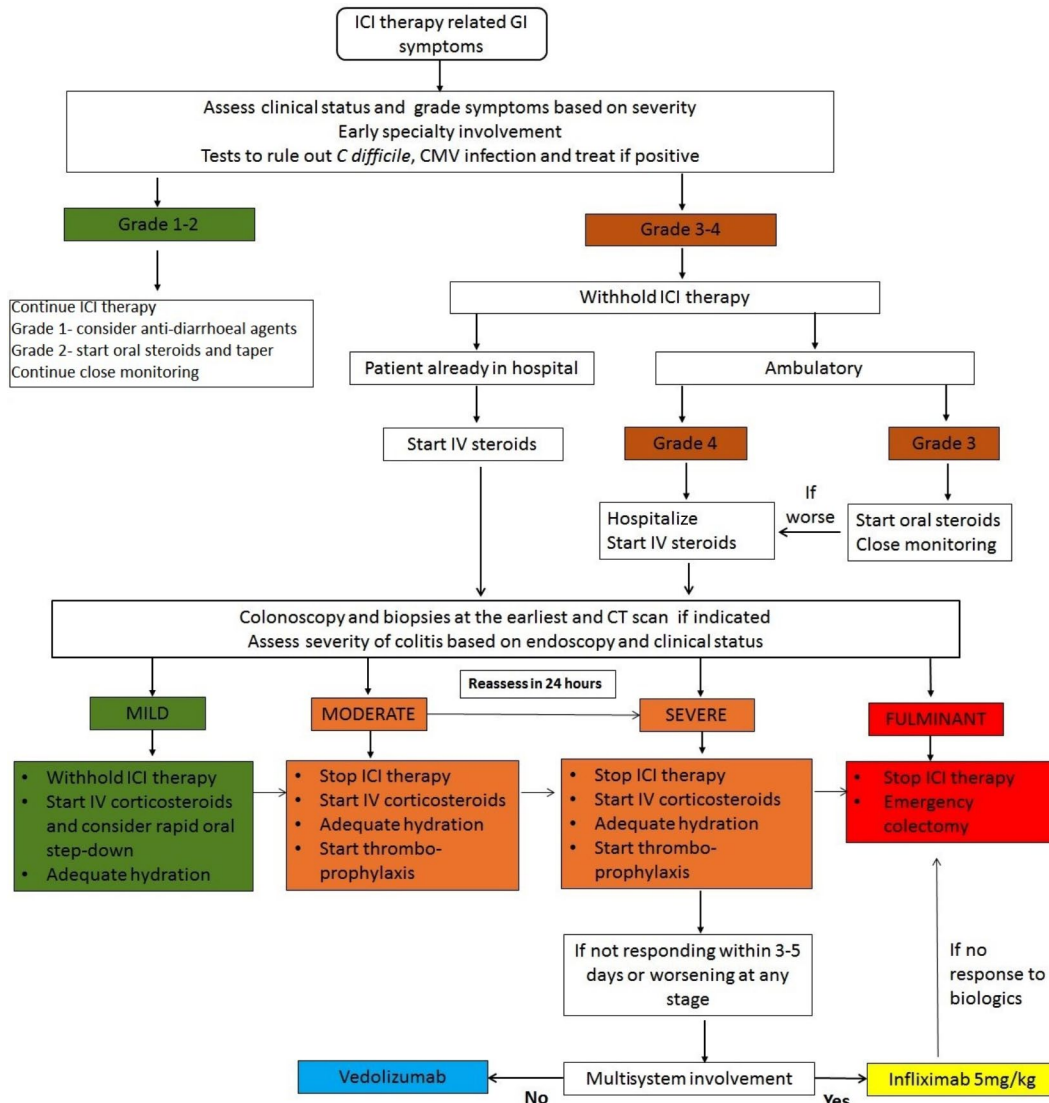 ICI therapy related GI
symptoms
Assess clinical status and grade symptoms based on severity
Early specialty involvement
Tests to rule out C difficile, CMV infection and treat if positive
Grade 1-2
Grade 3-4
Continue ICI therapy
Grade 1- consider anti-diarrhoeal agents
Grade 2- start oral steroids and taper
Continue close monitoring
Withhold ICI therapy
Patient already in hospital
Ambulatory
Start IV steroids
Grade 4
Grade 3
Hospitalize
Start IV steroids
If
worse
Start oral steroids
Close monitoring
Colonoscopy and biopsies at the earliest and CT scan if indicated
Assess severity of colitis based on endoscopy and clinical status
Reassess in 24 hours
MILD
MODERATE
SEVERE
FULMINANT
• Withhold ICI therapy
• Start IV corticosteroids
and consider rapid oral
step-down
• Adequate hydration
• Stop ICI therapy
• Start IV corticosteroids
• Adequate hydration
• Start thrombo-
prophylaxis
• Stop ICI therapy
• Start IV corticosteroids
• Adequate hydration
• Start thrombo-
prophylaxis
• Stop ICI therapy
• Emergency
colectomy
If not responding within 3-5
days or worsening at any
stage
If no
response to
biologics
Vedolizumab
No
Multisystem involvement
Yes
Infliximab 5mg/kg